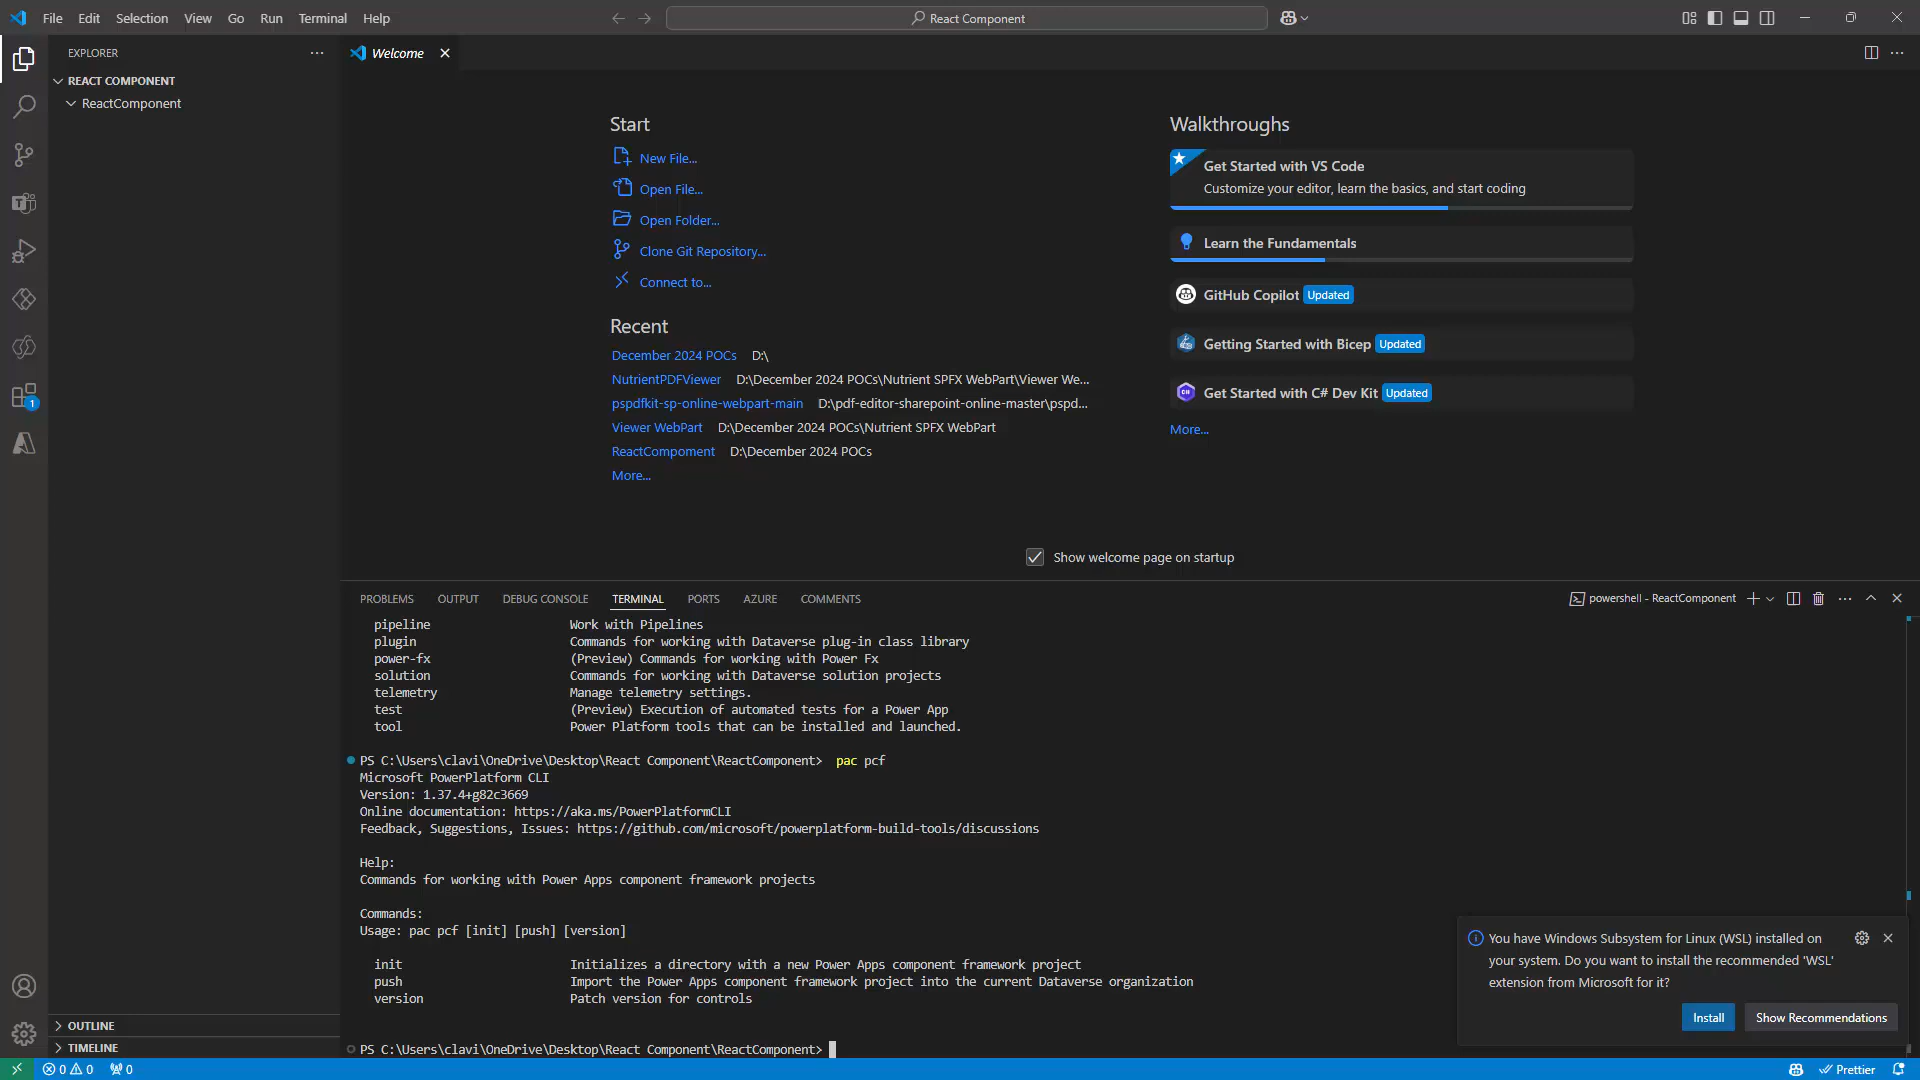 File Edit Selection View Go Run Terminal Help
React Component
EXPLORER
REACT COMPONENT
ReactComponent
OUTLINE
TIMELINE
Welcome
Start
New File...
Open File...
Open Folder...
Clone Git Repository...
Connect to...
Recent
December 2024 POCs D:\
NutrientPDFViewer D:\December 2024 POCs\Nutrient SPFX WebPart\Viewer We...
pspdfkit-sp-online-webpart-main D:\pdf-editor-sharepoint-online-master\pspd...
Viewer WebPart D:\December 2024 POCs\Nutrient SPFX WebPart
ReactCompoment D:\December 2024 POCs
More...
Walkthroughs
Get Started with VS Code
Customize your editor, learn the basics, and start coding
Learn the Fundamentals
GitHub Copilot Updated
Getting Started with Bicep Updated
Get Started with C# Dev Kit Updated
More...
Show welcome page on startup
PROBLEMS OUTPUT DEBUG CONSOLE TERMINAL PORTS AZURE COMMENTS
powershell - ReactComponent
pipeline Work with Pipelines
plugin Commands for working with Dataverse plug-in class library
power-fx (Preview) Commands for working with Power Fx
solution Commands for working with Dataverse solution projects
telemetry Manage telemetry settings.
test (Preview) Execution of automated tests for a Power App
tool Power Platform tools that can be installed and launched.
PS C:\Users\clavi\OneDrive\Desktop\React Component\ReactComponent> pac pcf
Microsoft PowerPlatform CLI
Version: 1.37.4+g82c3669
Online documentation: https://aka.ms/PowerPlatformCLI
Feedback, Suggestions, Issues: https://github.com/microsoft/powerplatform-build-tools/discussions
Help:
Commands for working with Power Apps component framework projects
Commands:
Usage: pac pcf [init] [push] [version]
init Initializes a directory with a new Power Apps component framework project
push Import the Power Apps component framework project into the current Dataverse organization
version Patch version for controls
PS C:\Users\clavi\OneDrive\Desktop\React Component\ReactComponent>
You have Windows Subsystem for Linux (WSL) installed on
your system. Do you want to install the recommended 'WSL'
extension from Microsoft for it?
Install Show Recommendations
1
0 0 0
Prettier